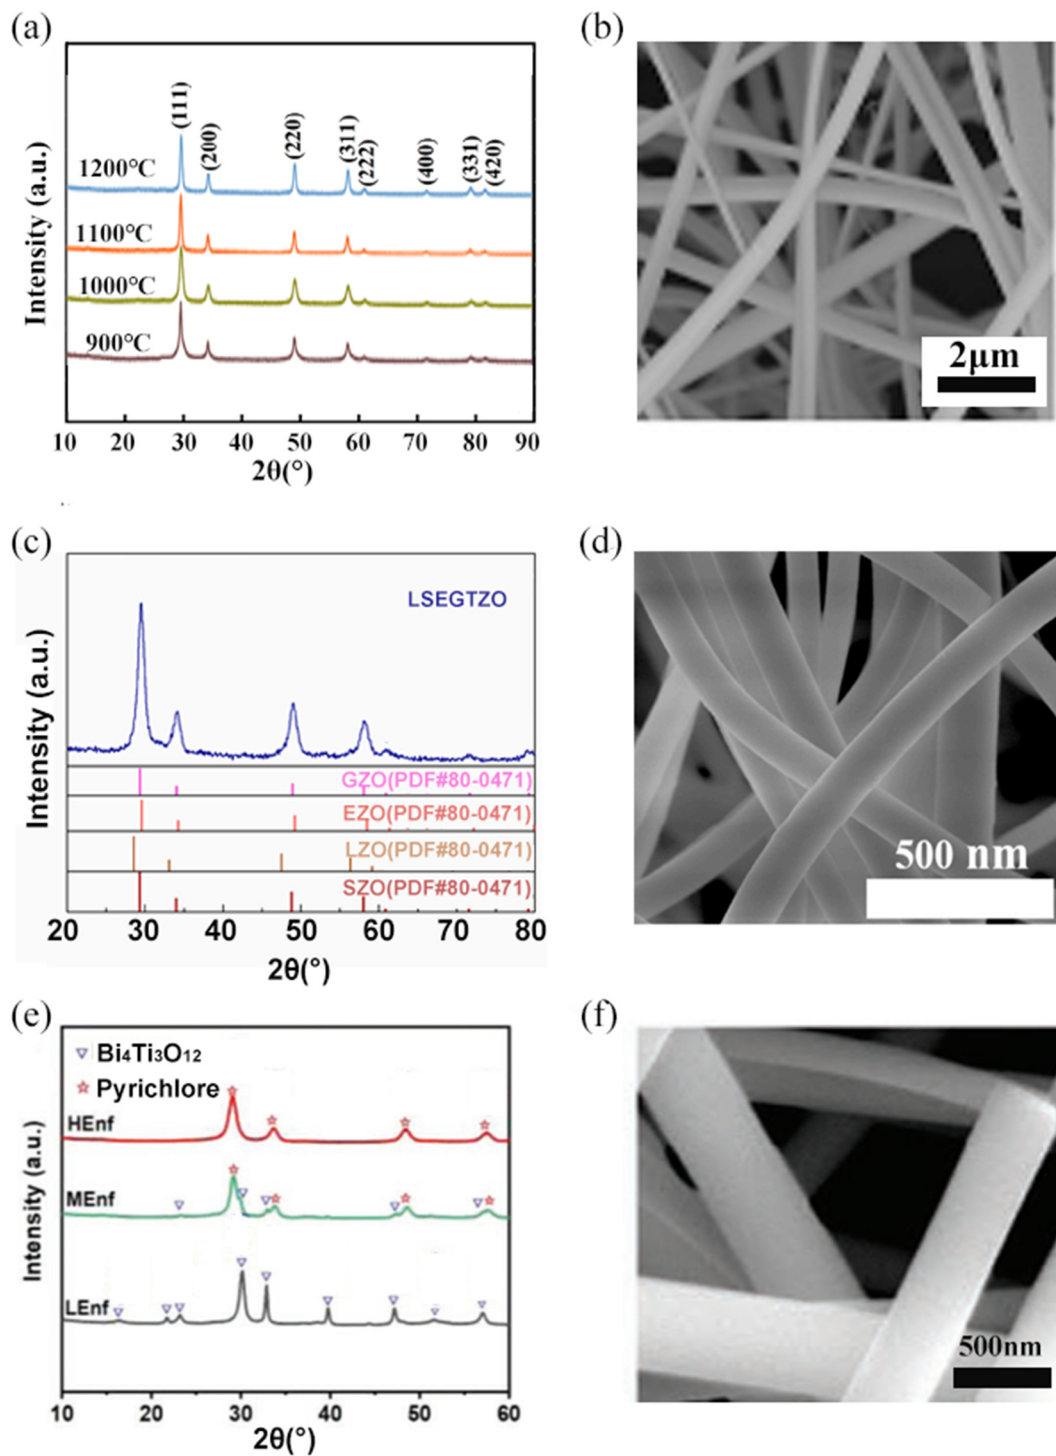 (a)
Intensity (a.u.)
(111)
(200)
(220)
(311)
(222)
(400)
(331)
(420)
1200°C
1100°C
1000°C
900°C
10 20 30 40 50 60 70 80 90
2θ(°)
(b)
2μm
(c)
Intensity (a.u.)
LSEGTZO
GZO(PDF#80-0471)
EZO(PDF#80-0471)
LZO(PDF#80-0471)
SZO(PDF#80-0471)
20 30 40 50 60 70 80
2θ(°)
(d)
500 nm
(e)
Intensity (a.u.)
Bi₄Ti₃O₁₂
Pyrichlore
HEnf
MEnf
LEnf
10 20 30 40 50 60
2θ(°)
(f)
500nm